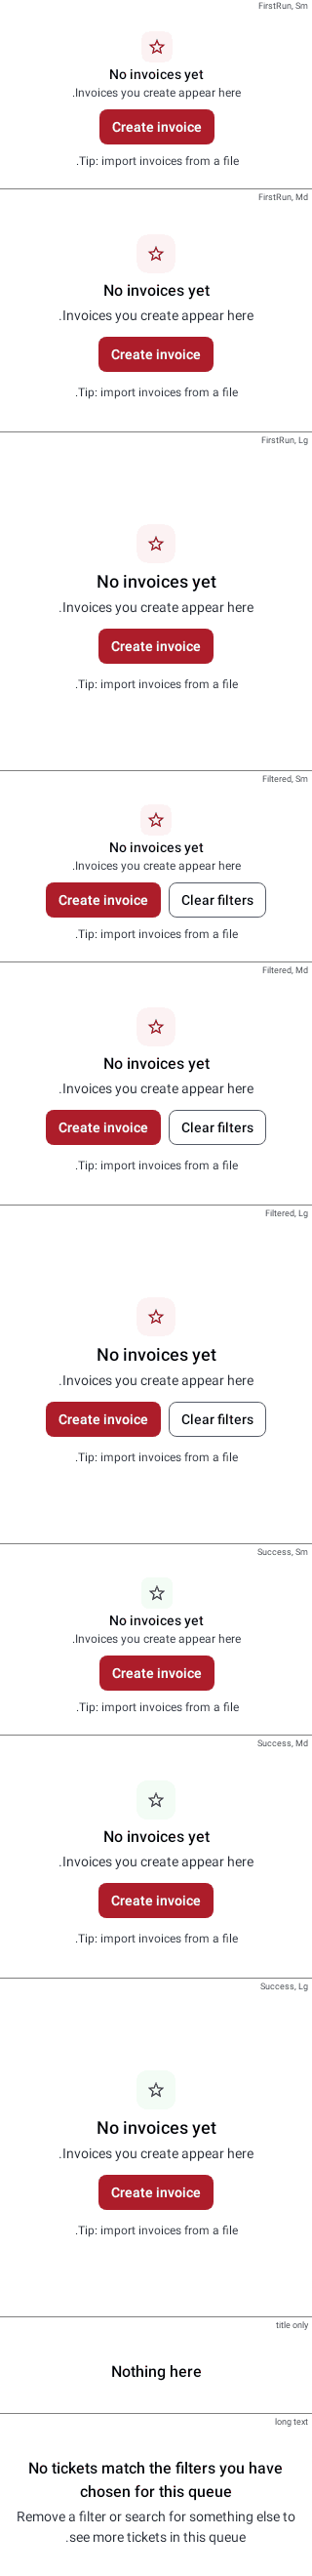 FirstRun, Sm
No invoices yet
.Invoices you create appear here
Create invoice
.Tip: import invoices from a file
FirstRun, Md
No invoices yet
.Invoices you create appear here
Create invoice
.Tip: import invoices from a file
FirstRun, Lg
No invoices yet
.Invoices you create appear here
Create invoice
.Tip: import invoices from a file
Filtered, Sm
No invoices yet
.Invoices you create appear here
Create invoice Clear filters
.Tip: import invoices from a file
Filtered, Md
No invoices yet
.Invoices you create appear here
Create invoice Clear filters
.Tip: import invoices from a file
Filtered, Lg
No invoices yet
.Invoices you create appear here
Create invoice Clear filters
.Tip: import invoices from a file
Success, Sm
No invoices yet
.Invoices you create appear here
Create invoice
.Tip: import invoices from a file
Success, Md
No invoices yet
.Invoices you create appear here
Create invoice
.Tip: import invoices from a file
Success, Lg
No invoices yet
.Invoices you create appear here
Create invoice
.Tip: import invoices from a file
title only
Nothing here
long text
No tickets match the filters you have
chosen for this queue
Remove a filter or search for something else to
.see more tickets in this queue